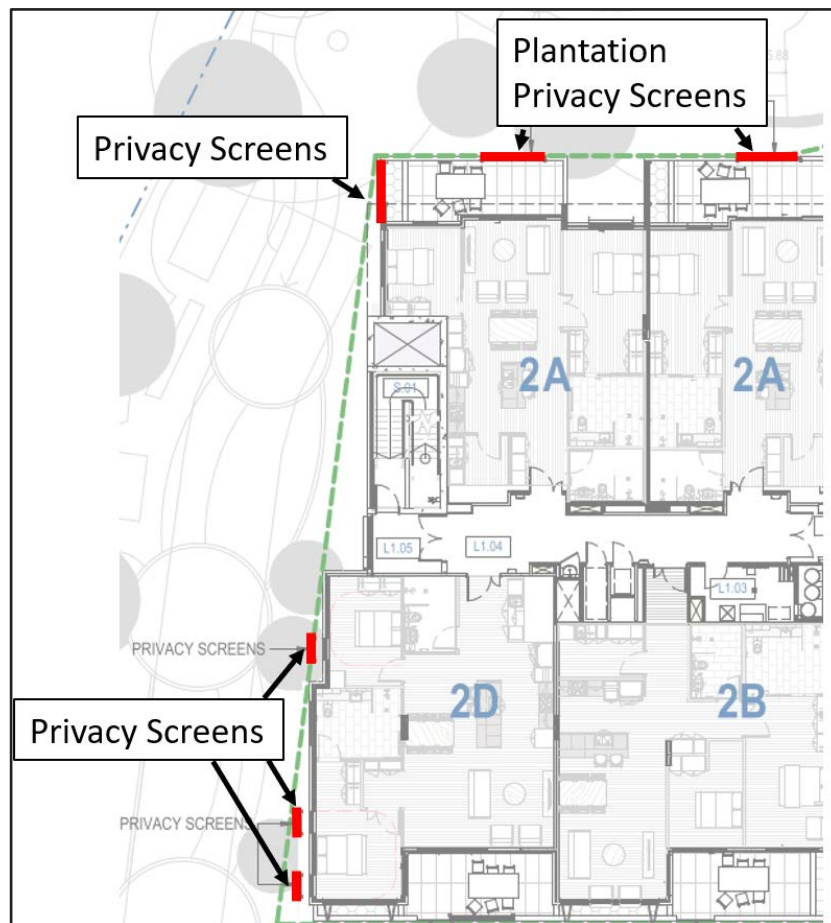 Plantation
Privacy Screens
Privacy Screens
2A
2A
S.01
L1.05
L1.04
L1.03
PRIVACY SCREENS
2D
2B
Privacy Screens
PRIVACY SCREENS